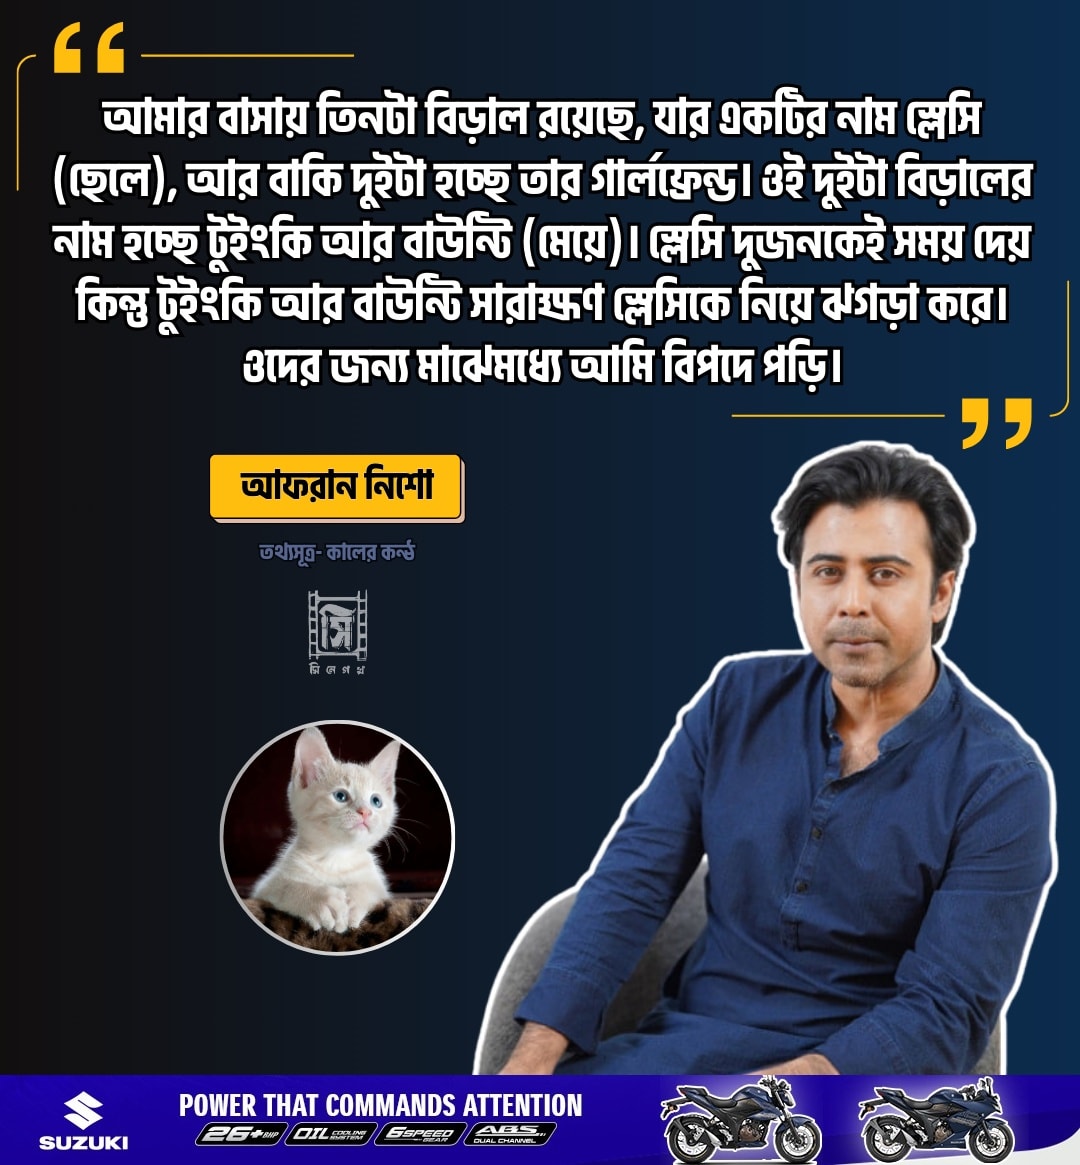 আমার বাসায় তিনটা বিড়াল রয়েছে, যার একটির নাম স্লেসি
(ছেলে), আর বাকি দুইটা হচ্ছে তার গার্লফ্রেন্ড। ওই দুইটা বিড়ালের
নাম হচ্ছে টুইংকি আর বাউন্টি (মেয়ে)। স্লেসি দুজনকেই সময় দেয়
কিন্তু টুইংকি আর বাউন্টি সারাক্ষণ স্লেসিকে নিয়ে ঝগড়া করে।
ওদের জন্য মাঝেমধ্যে আমি বিপদে পড়ি।
আফরান নিশো
তথ্যসূত্র- কালের কন্ঠ
সি
সিনেগল্প
SUZUKI
POWER THAT COMMANDS ATTENTION
26+BHP OIL COOLING SYSTEM 6SPEED GEAR ABS DUAL CHANNEL